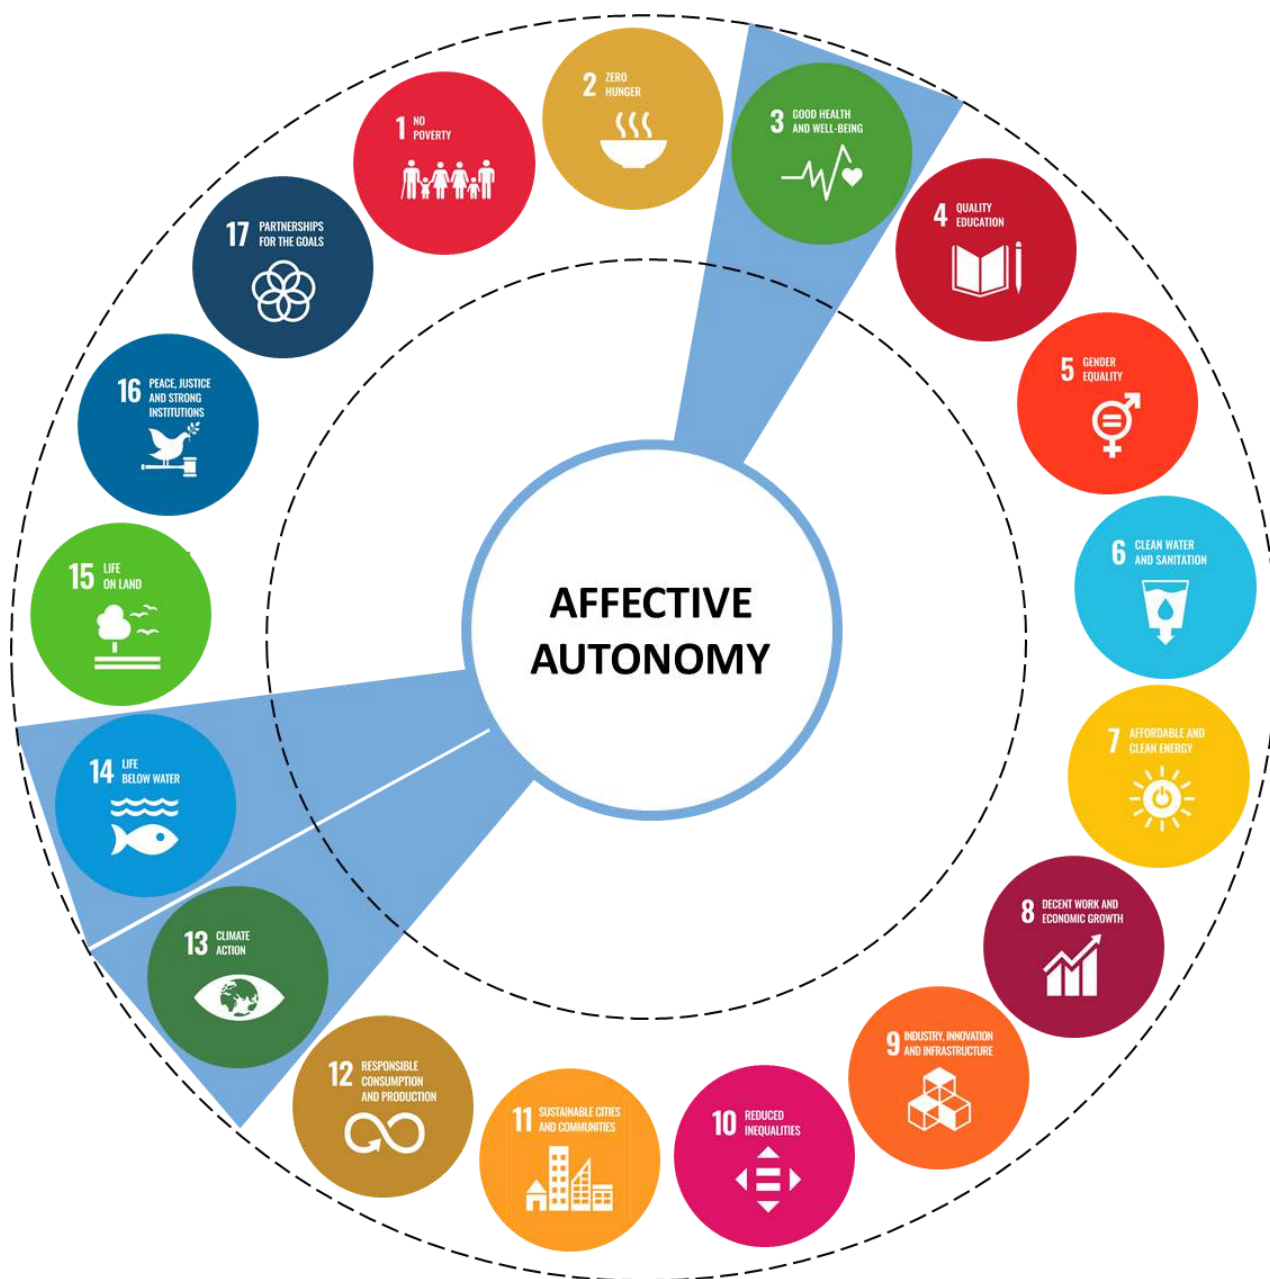 1 NO
POVERTY
2 ZERO
HUNGER
3 GOOD HEALTH
AND WELL-BEING
4 QUALITY
EDUCATION
5 GENDER
EQUALITY
6 CLEAN WATER
AND SANITATION
7 AFFORDABLE AND
CLEAN ENERGY
8 DECENT WORK AND
ECONOMIC GROWTH
9 INDUSTRY, INNOVATION
AND INFRASTRUCTURE
10 REDUCED
INEQUALITIES
11 SUSTAINABLE CITIES
AND COMMUNITIES
12 RESPONSIBLE
CONSUMPTION
AND PRODUCTION
13 CLIMATE
ACTION
14 LIFE
BELOW WATER
15 LIFE
ON LAND
16 PEACE, JUSTICE
AND STRONG
INSTITUTIONS
17 PARTNERSHIPS
FOR THE GOALS
AFFECTIVE
AUTONOMY